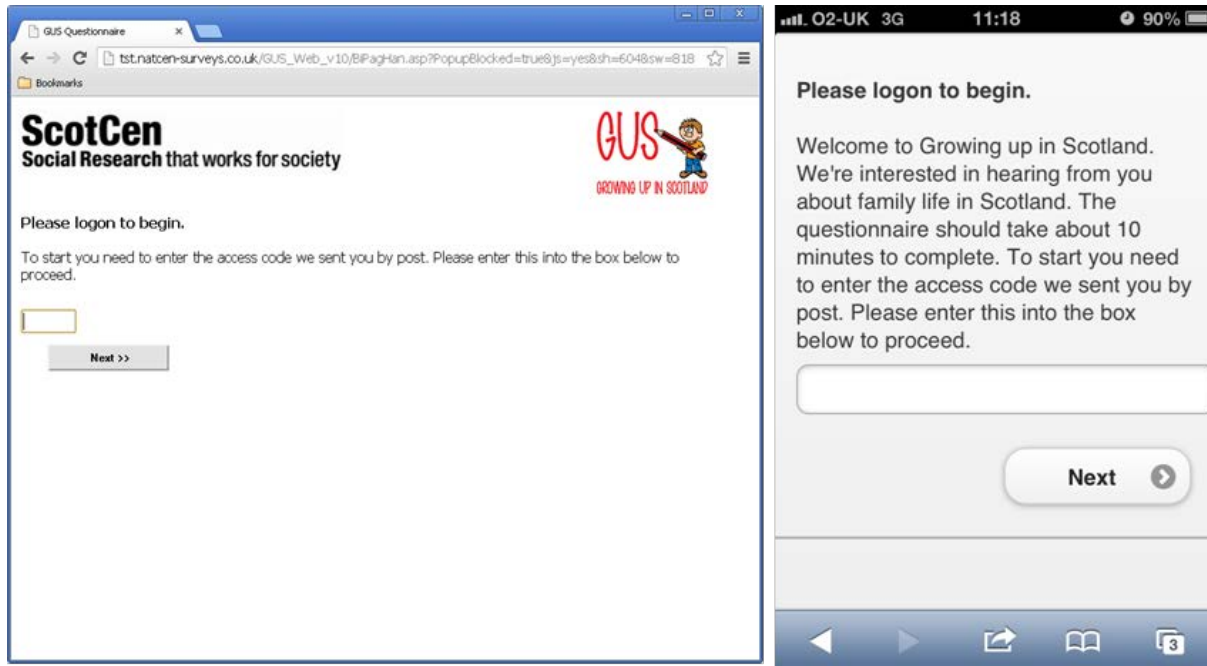 GUS Questionnaire
tst.natcen-surveys.co.uk/GUS_Web_v10/BiPagHan.asp?PopupBlocked=true&js=yes&sh=604&sw=818
Bookmarks
ScotCen
Social Research that works for society
GUS
GROWING UP IN SCOTLAND
Please logon to begin.
To start you need to enter the access code we sent you by post. Please enter this into the box below to
proceed.
Next >>
O2-UK 3G 11:18 90%
Please logon to begin.
Welcome to Growing up in Scotland.
We're interested in hearing from you
about family life in Scotland. The
questionnaire should take about 10
minutes to complete. To start you need
to enter the access code we sent you by
post. Please enter this into the box
below to proceed.
Next
3